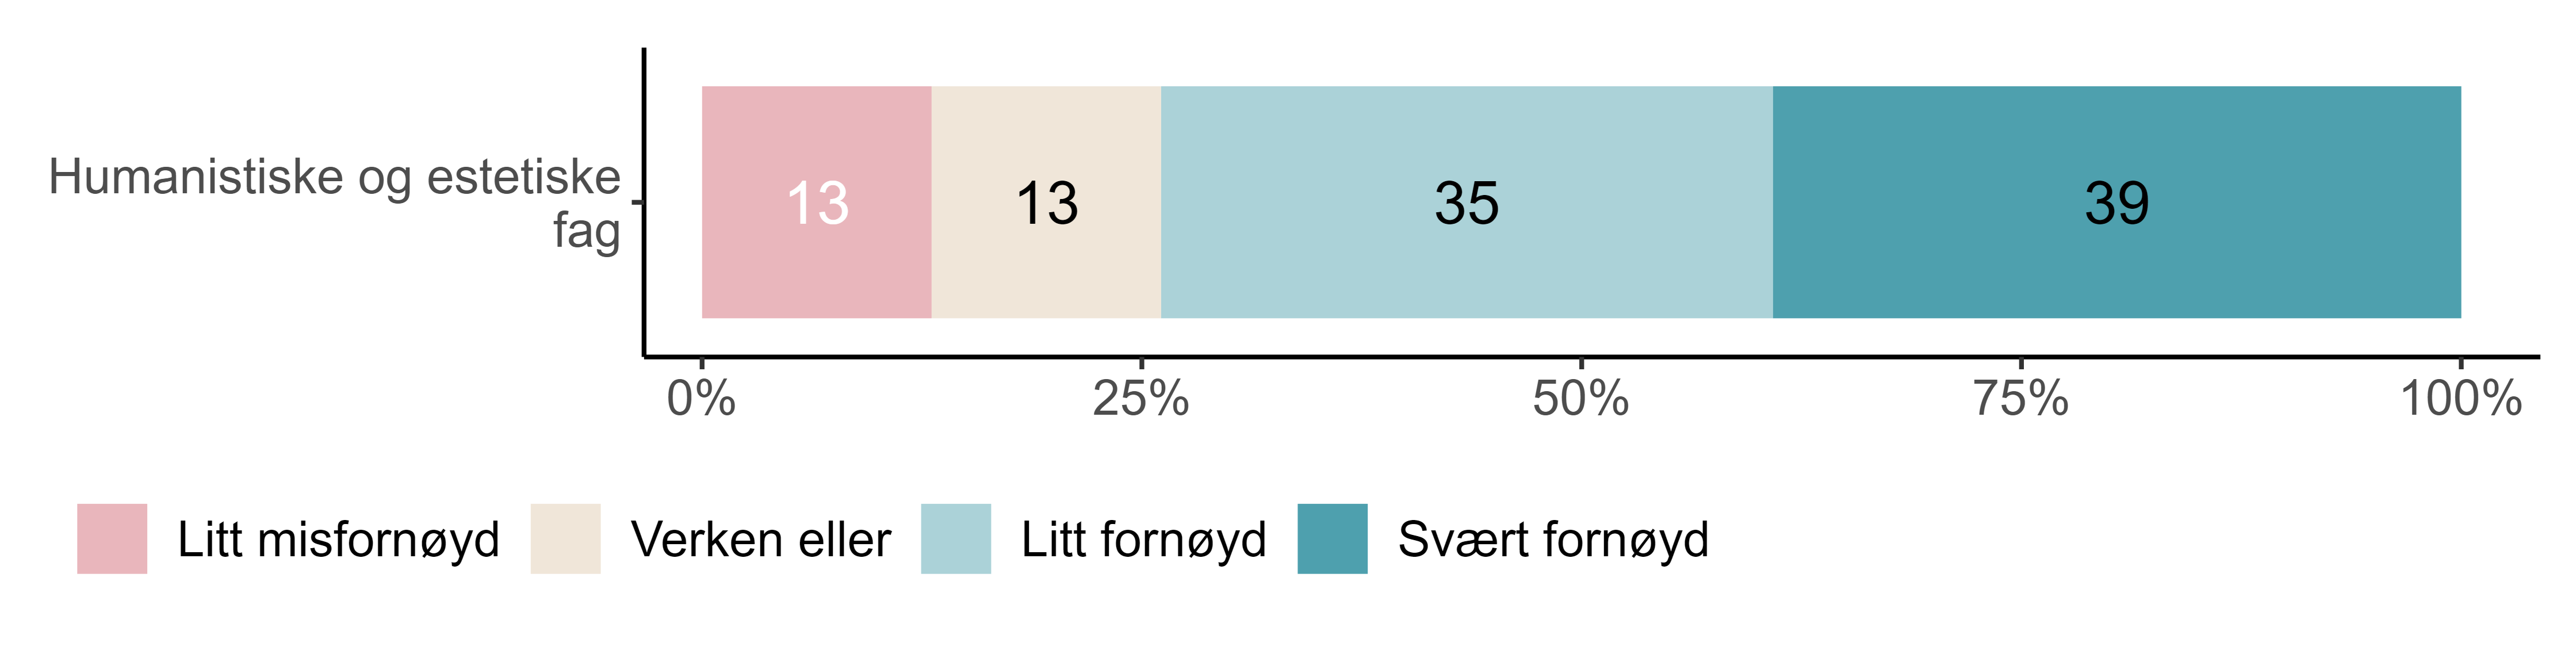 Humanistiske og estetiske
fag
13 13 35 39
0% 25% 50% 75% 100%
Litt misfornøyd Verken eller Litt fornøyd Svært fornøyd